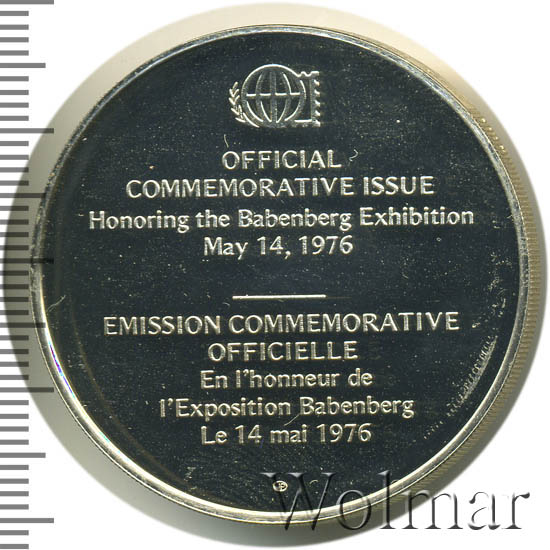 OFFICIAL
COMMEMORATIVE ISSUE
Honoring the Babenberg Exhibition
May 14, 1976
EMISSION COMMEMORATIVE
OFFICIELLE
En l'honneur de
l'Exposition Babenberg
Le 14 mai 1976
Wolmar